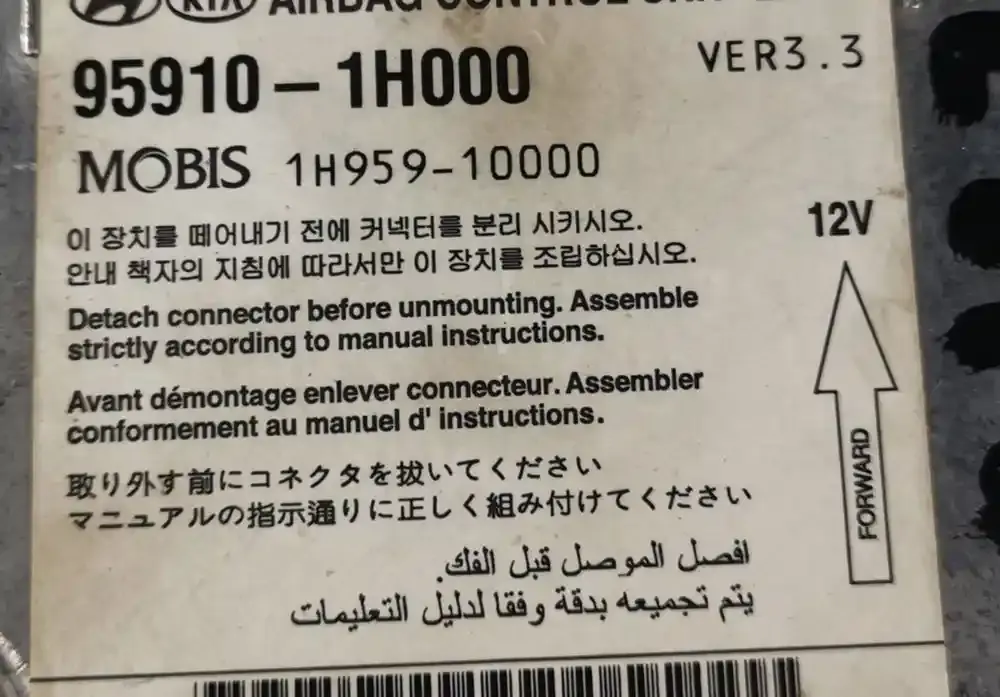 KIA AIRBAG CONTROL UNIT
95910-1H000
VER3.3
MOBIS 1H959-10000
이 장치를 떼어내기 전에 커넥터를 분리 시키시오.
안내 책자의 지침에 따라서만 이 장치를 조립하십시오.
12V
Detach connector before unmounting. Assemble
strictly according to manual instructions.
Avant démontage enlever connecteur. Assembler
conformement au manuel d' instructions.
FORWARD
取り外す前にコネクタを抜いてください
マニュアルの指示通りに正しく組み付けてください
افصل الموصل قبل الفك.
يتم تجميعه بدقة وفقا لدليل التعليمات